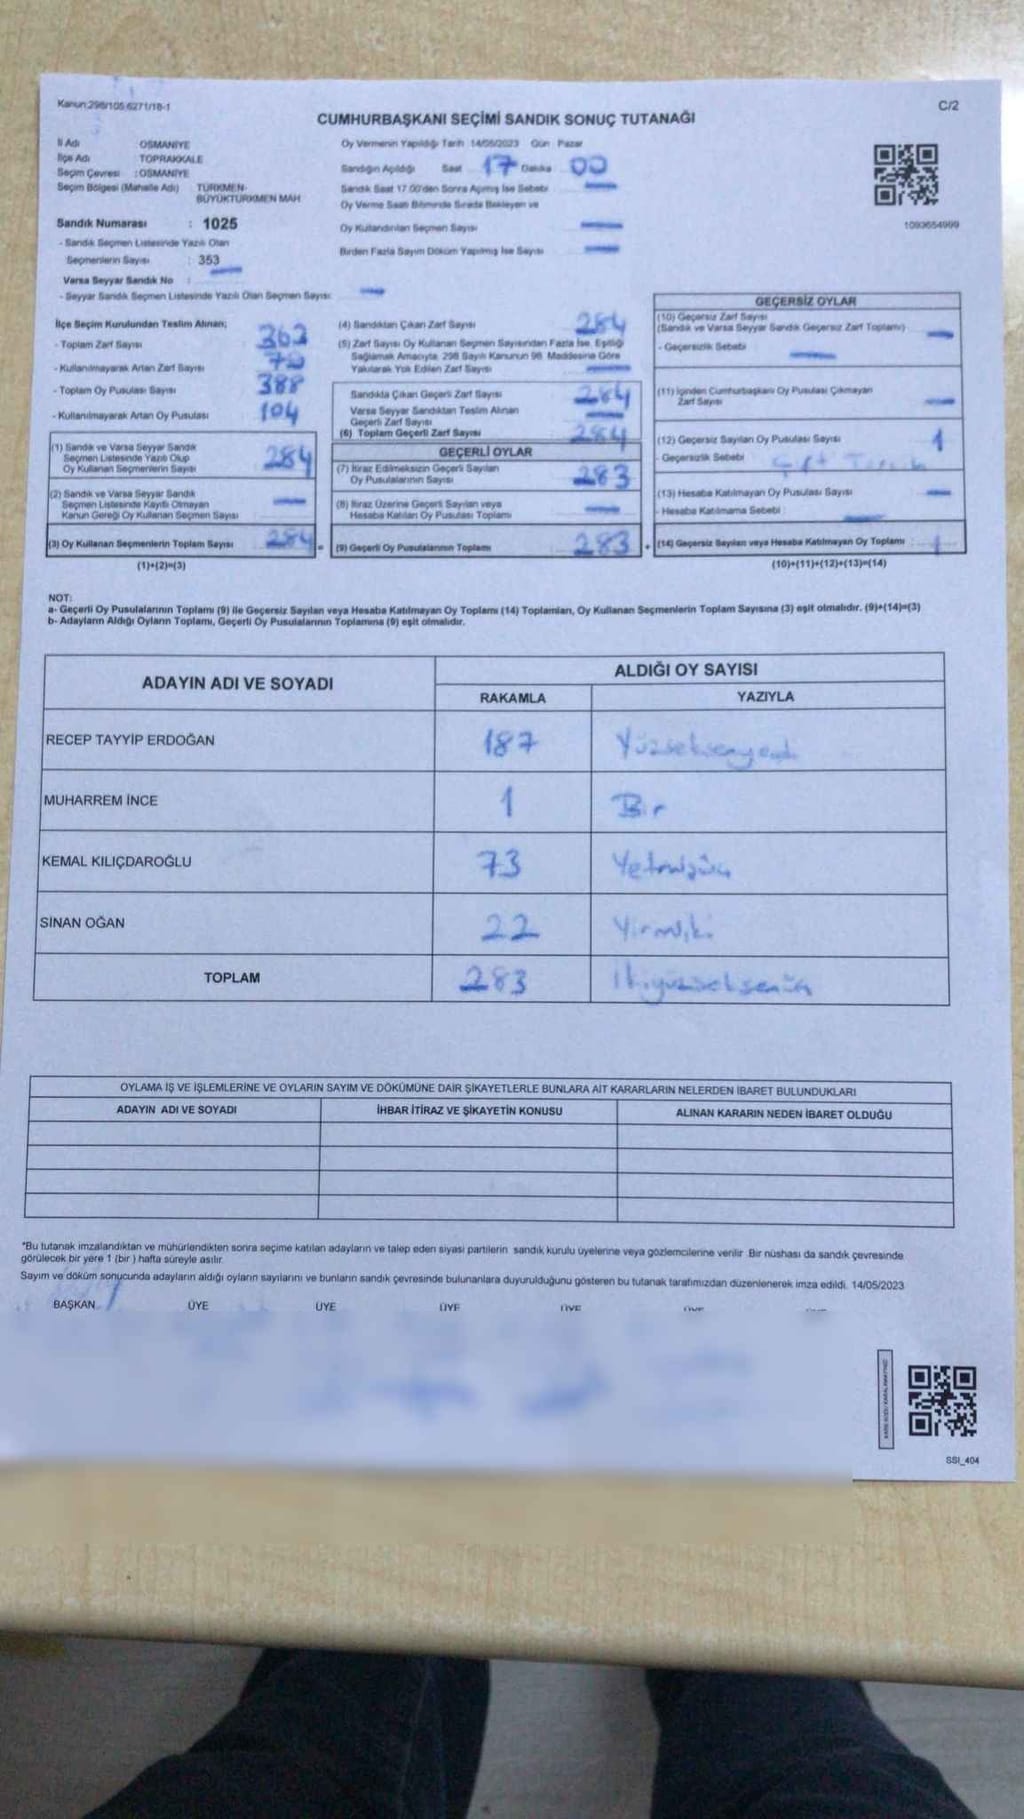 Kanun:298/105 6271/18-1
C/2
CUMHURBAŞKANI SEÇİMİ SANDIK SONUÇ TUTANAĞI
İl Adı OSMANİYE
İlçe Adı TOPRAKKALE
Seçim Çevresi :OSMANİYE
Seçim Bölgesi (Mahalle Adı) TÜRKMEN-
BÜYÜKTÜRKMEN MAH
Sandık Numarası : 1025
- Sandık Seçmen Listesinde Yazılı Olan
Seçmenlerin Sayısı : 353
Varsa Seyyar Sandık No :
- Seyyar Sandık Seçmen Listesinde Yazılı Olan Seçmen Sayısı:
Oy Vermenin Yapıldığı Tarih 14/05/2023 Gün Pazar
Sandığın Açıldığı Saat 17 Dakika 00
Sandık Saat 17.00'den Sonra Açılmış İse Sebebi
Oy Verme Saati Bitiminde Sırada Bekleyen ve
Oy Kullandırılan Seçmen Sayısı
Birden Fazla Sayım Döküm Yapılmış İse Sayısı
1093654999
İlçe Seçim Kurulundan Teslim Alınan;
- Toplam Zarf Sayısı
- Kullanılmayarak Artan Zarf Sayısı
- Toplam Oy Pusulası Sayısı 388
- Kullanılmayarak Artan Oy Pusulası 104
(1) Sandık ve Varsa Seyyar Sandık
Seçmen Listesinde Yazılı Olup
Oy Kullanan Seçmenlerin Sayısı 284
(2) Sandık ve Varsa Seyyar Sandık
Seçmen Listesinde Kayıtlı Olmayan
Kanun Gereği Oy Kullanan Seçmen Sayısı
(3) Oy Kullanan Seçmenlerin Toplam Sayısı 284 =
(1)+(2)=(3)
(4) Sandıktan Çıkan Zarf Sayısı 284
(5) Zarf Sayısı Oy Kullanan Seçmen Sayısından Fazla İse, Eşitliği
Sağlamak Amacıyla, 298 Sayılı Kanunun 98. Maddesine Göre
Yakılarak Yok Edilen Zarf Sayısı
Sandıkta Çıkan Geçerli Zarf Sayısı 284
Varsa Seyyar Sandıktan Teslim Alınan
Geçerli Zarf Sayısı
(6) Toplam Geçerli Zarf Sayısı 284
GEÇERLİ OYLAR
(7) İtiraz Edilmeksizin Geçerli Sayılan
Oy Pusulalarının Sayısı 283
(8) İtiraz Üzerine Geçerli Sayılan veya
Hesaba Katılan Oy Pusulası Toplamı
(9) Geçerli Oy Pusulalarının Toplamı 283 +
GEÇERSİZ OYLAR
(10) Geçersiz Zarf Sayısı
(Sandık ve Varsa Seyyar Sandık Geçersiz Zarf Toplamı)
- Geçersizlik Sebebi
(11) İçinden Cumhurbaşkanı Oy Pusulası Çıkmayan
Zarf Sayısı
(12) Geçersiz Sayılan Oy Pusulası Sayısı 1
- Geçersizlik Sebebi
(13) Hesaba Katılmayan Oy Pusulası Sayısı
- Hesaba Katılmama Sebebi :
(14) Geçersiz Sayılan veya Hesaba Katılmayan Oy Toplamı : 1
(10)+(11)+(12)+(13)=(14)
NOT:
a- Geçerli Oy Pusulalarının Toplamı (9) ile Geçersiz Sayılan veya Hesaba Katılmayan Oy Toplamı (14) Toplamları, Oy Kullanan Seçmenlerin Toplam Sayısına (3) eşit olmalıdır. (9)+(14)=(3)
b- Adayların Aldığı Oyların Toplamı, Geçerli Oy Pusulalarının Toplamına (9) eşit olmalıdır.
ADAYIN ADI VE SOYADI ALDIĞI OY SAYISI
RAKAMLA YAZIYLA
RECEP TAYYİP ERDOĞAN 187 Yüzseksenyedi
MUHARREM İNCE 1 Bir
KEMAL KILIÇDAROĞLU 73 Yetmişüç
SİNAN OĞAN 22 Yirmiiki
TOPLAM 283 İkiyüzseksenüç
OYLAMA İŞ VE İŞLEMLERİNE VE OYLARIN SAYIM VE DÖKÜMÜNE DAİR ŞİKAYETLERLE BUNLARA AİT KARARLARIN NELERDEN İBARET BULUNDUKLARI
ADAYIN ADI VE SOYADI İHBAR İTİRAZ VE ŞİKAYETİN KONUSU ALINAN KARARIN NEDEN İBARET OLDUĞU
*Bu tutanak imzalandıktan ve mühürlendikten sonra seçime katılan adayların ve talep eden siyasi partilerin sandık kurulu üyelerine veya gözlemcilerine verilir. Bir nüshası da sandık çevresinde
görülecek bir yere 1 (bir ) hafta süreyle asılır.
Sayım ve döküm sonucunda adayların aldığı oyların sayılarını ve bunların sandık çevresinde bulunanlara duyurulduğunu gösteren bu tutanak tarafımızdan düzenlenerek imza edildi. 14/05/2023
BAŞKAN ÜYE ÜYE ÜYE ÜYE
SSI_404